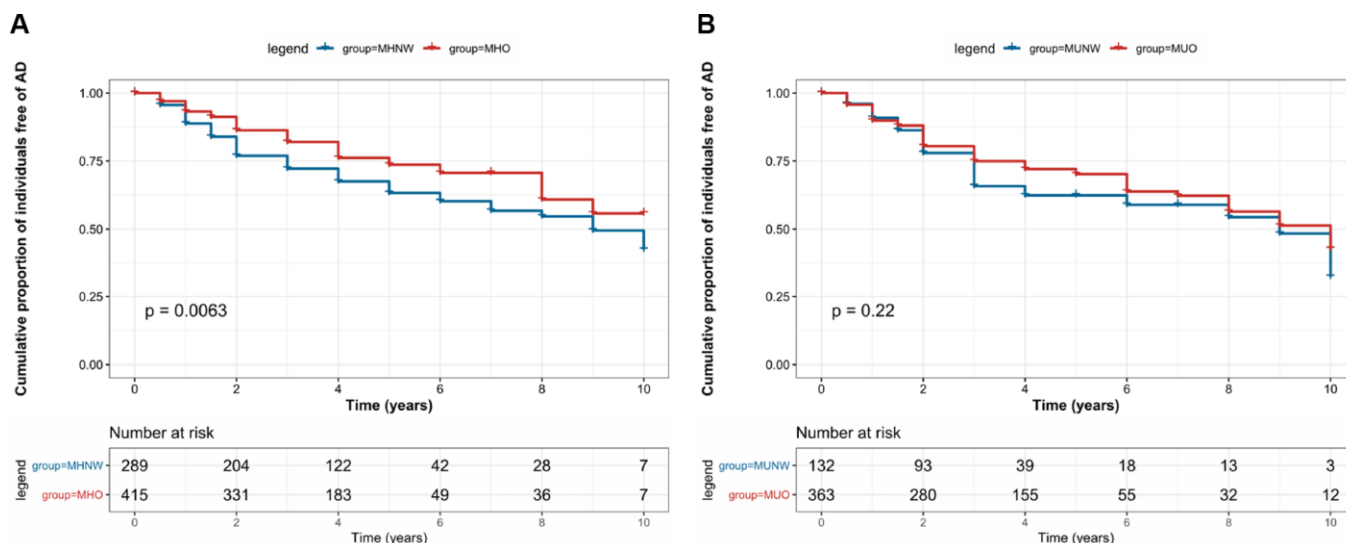 A
legend group=MHNW group=MHO
Cumulative proportion of individuals free of AD
1.00
0.75
0.50
0.25
0.00
p = 0.0063
0 2 4 6 8 10
Time (years)
Number at risk
legend
group=MHNW 289 204 122 42 28 7
group=MHO 415 331 183 49 36 7
0 2 4 6 8 10
Time (years)
B
legend group=MUNW group=MUO
Cumulative proportion of individuals free of AD
1.00
0.75
0.50
0.25
0.00
p = 0.22
0 2 4 6 8 10
Time (years)
Number at risk
legend
group=MUNW 132 93 39 18 13 3
group=MUO 363 280 155 55 32 12
0 2 4 6 8 10
Time (years)